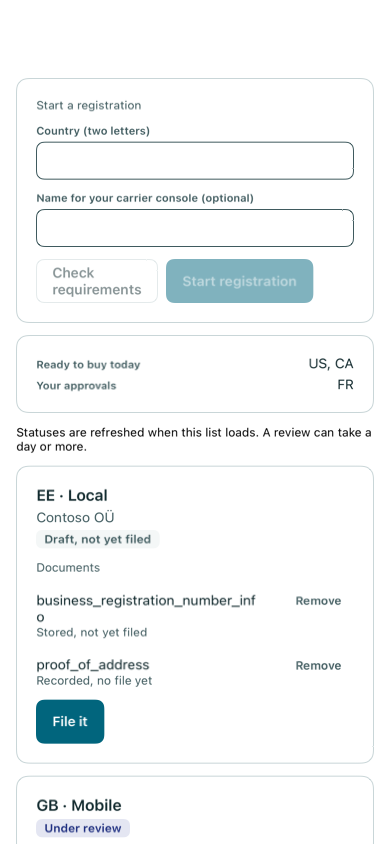 Start a registration
Country (two letters)
Name for your carrier console (optional)
Check
requirements
Start registration
Ready to buy today
US, CA
Your approvals
FR
Statuses are refreshed when this list loads. A review can take a
day or more.
EE · Local
Contoso OÜ
Draft, not yet filed
Documents
business_registration_number_inf
o
Remove
Stored, not yet filed
proof_of_address
Remove
Recorded, no file yet
File it
GB · Mobile
Under review